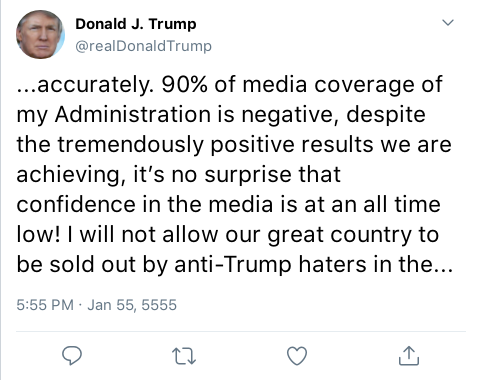 Donald J. Trump
@realDonaldTrump
...accurately. 90% of media coverage of
my Administration is negative, despite
the tremendously positive results we are
achieving, it’s no surprise that
confidence in the media is at an all time
low! I will not allow our great country to
be sold out by anti-Trump haters in the...
5:55 PM · Jan 55, 5555